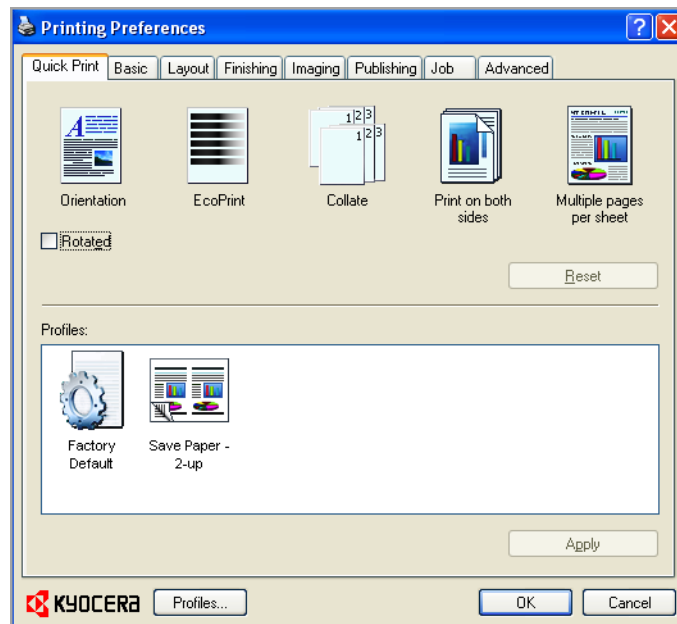 Printing Preferences
Quick Print Basic Layout Finishing Imaging Publishing Job Advanced
Orientation
EcoPrint
Collate
Print on both
sides
Multiple pages
per sheet
Rotated
Reset
Profiles:
Factory
Default
Save Paper -
2-up
Apply
KYOCERA Profiles... OK Cancel